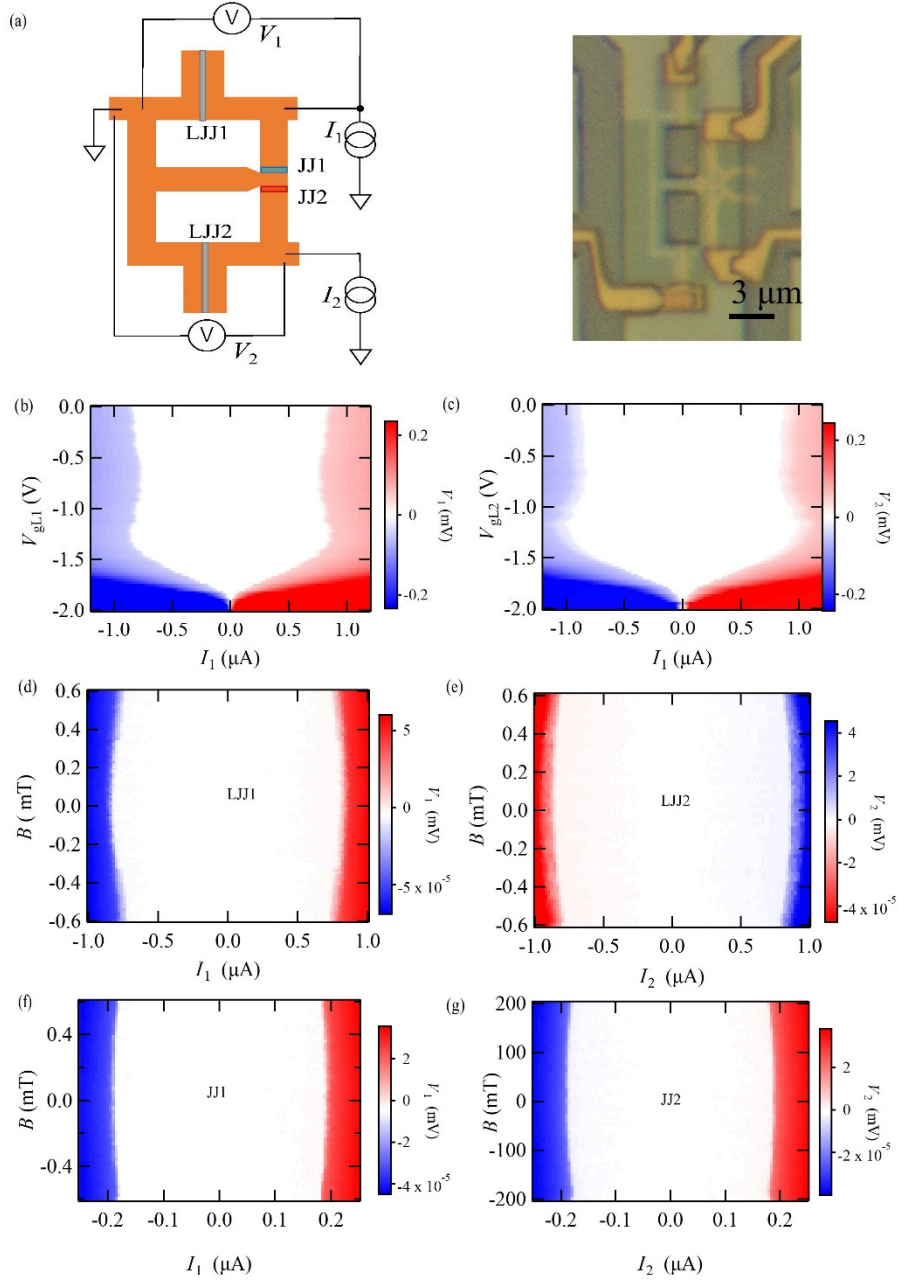 (a)
V
V₁
LJJ1
I₁
JJ1
JJ2
LJJ2
I₂
V
V₂
3 µm
(b)
0.0
-0.5
-1.0
-1.5
-2.0
V_gL1 (V)
-1.0 -0.5 0.0 0.5 1.0
I₁ (µA)
0.2
0
-0.2
V₁ (mV)
(c)
0.0
-0.5
-1.0
-1.5
-2.0
V_gL2 (V)
-1.0 -0.5 0.0 0.5 1.0
I₁ (µA)
0.2
0
-0.2
V₂ (mV)
(d)
0.6
0.4
0.2
0.0
-0.2
-0.4
-0.6
B (mT)
LJJ1
-1.0 -0.5 0.0 0.5 1.0
I₁ (µA)
5
0
-5 x 10⁻⁵
V₁ (mV)
(e)
0.6
0.4
0.2
0.0
-0.2
-0.4
-0.6
B (mT)
LJJ2
-1.0 -0.5 0.0 0.5 1.0
I₂ (µA)
4
2
0
-2
-4 x 10⁻⁵
V₂ (mV)
(f)
0.4
0.0
-0.4
B (mT)
JJ1
-0.2 -0.1 0.0 0.1 0.2
I₁ (µA)
2
0
-2
-4 x 10⁻⁵
V₁ (mV)
(g)
200
100
0
-100
-200
B (mT)
JJ2
-0.2 -0.1 0.0 0.1 0.2
I₂ (µA)
2
0
-2 x 10⁻⁵
V₂ (mV)